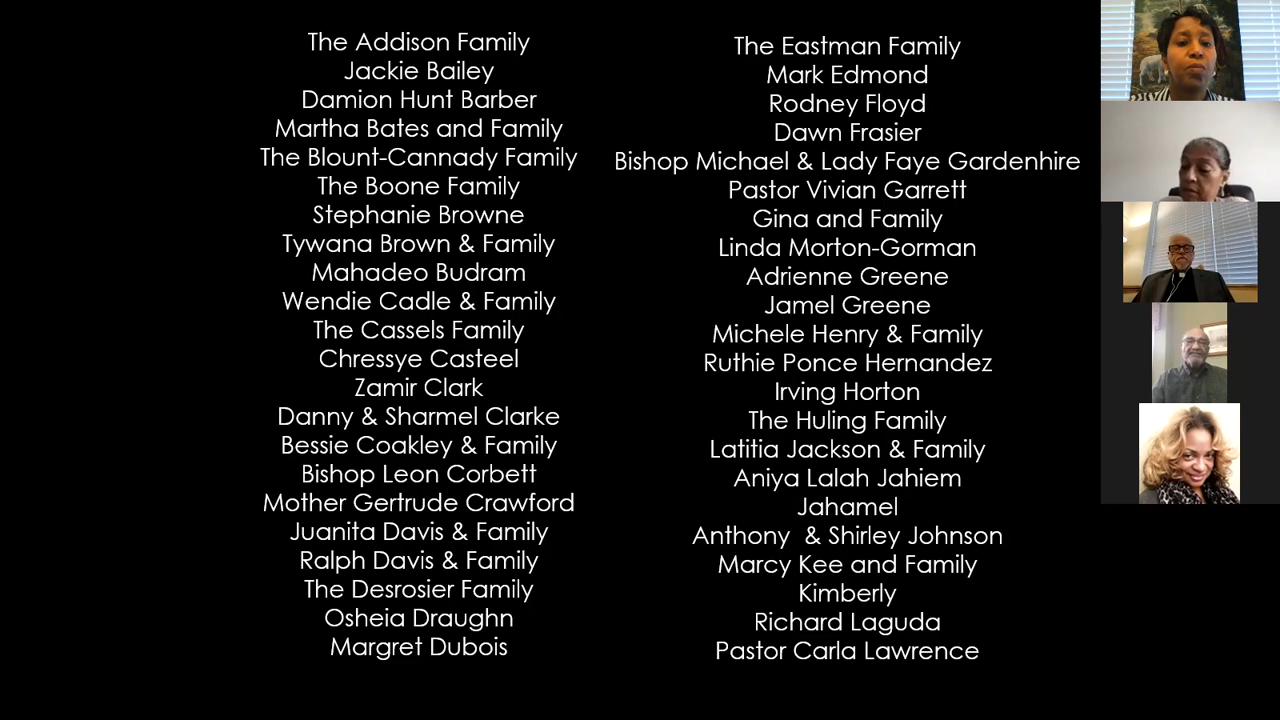 The Addison Family
Jackie Bailey
Damion Hunt Barber
Martha Bates and Family
The Blount-Cannady Family
The Boone Family
Stephanie Browne
Tywana Brown & Family
Mahadeo Budram
Wendie Cadle & Family
The Cassels Family
Chressye Casteel
Zamir Clark
Danny & Sharmel Clarke
Bessie Coakley & Family
Bishop Leon Corbett
Mother Gertrude Crawford
Juanita Davis & Family
Ralph Davis & Family
The Desrosier Family
Osheia Draughn
Margret Dubois
The Eastman Family
Mark Edmond
Rodney Floyd
Dawn Frasier
Bishop Michael & Lady Faye Gardenhire
Pastor Vivian Garrett
Gina and Family
Linda Morton-Gorman
Adrienne Greene
Jamel Greene
Michele Henry & Family
Ruthie Ponce Hernandez
Irving Horton
The Huling Family
Latitia Jackson & Family
Aniya Lalah Jahiem
Jahamel
Anthony  & Shirley Johnson
Marcy Kee and Family
Kimberly
Richard Laguda
Pastor Carla Lawrence